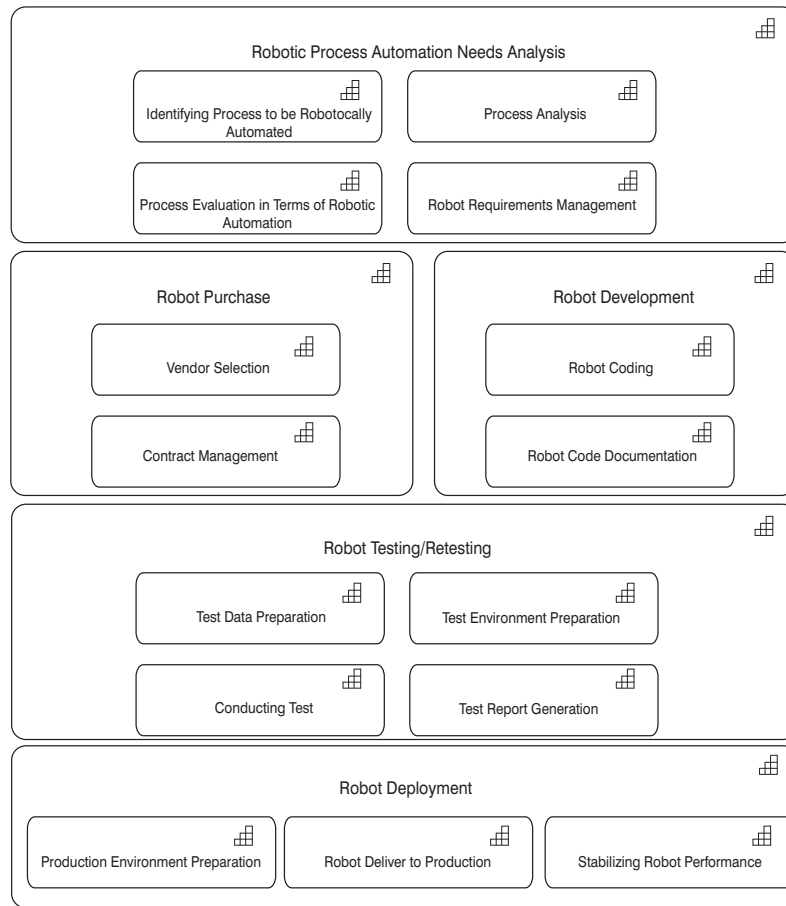 Robotic Process Automation Needs Analysis
Identifying Process to be Robotocally
Automated
Process Analysis
Process Evaluation in Terms of Robotic
Automation
Robot Requirements Management
Robot Purchase
Vendor Selection
Contract Management
Robot Development
Robot Coding
Robot Code Documentation
Robot Testing/Retesting
Test Data Preparation
Test Environment Preparation
Conducting Test
Test Report Generation
Robot Deployment
Production Environment Preparation
Robot Deliver to Production
Stabilizing Robot Performance